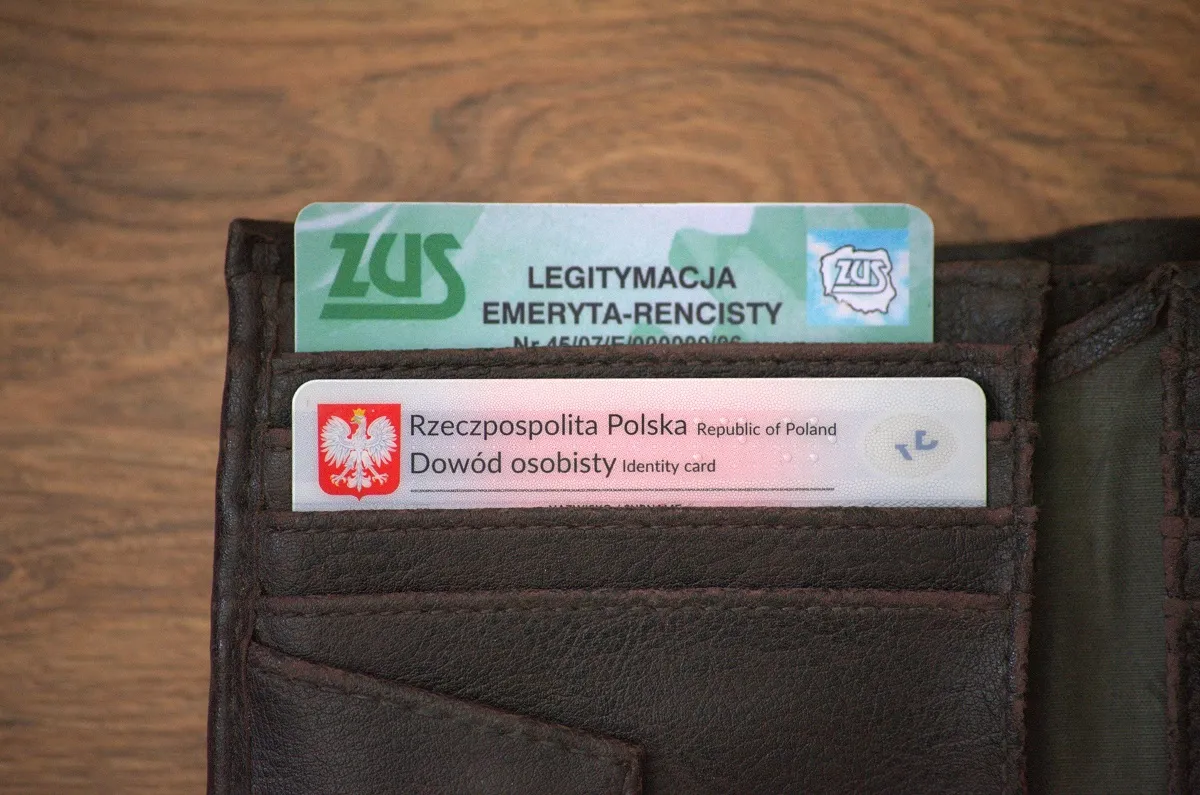 ZUS
LEGITYMACJA
EMERYTA-RENCISTY
ZUS
Rzeczpospolita Polska Republic of Poland
Dowód osobisty Identity card